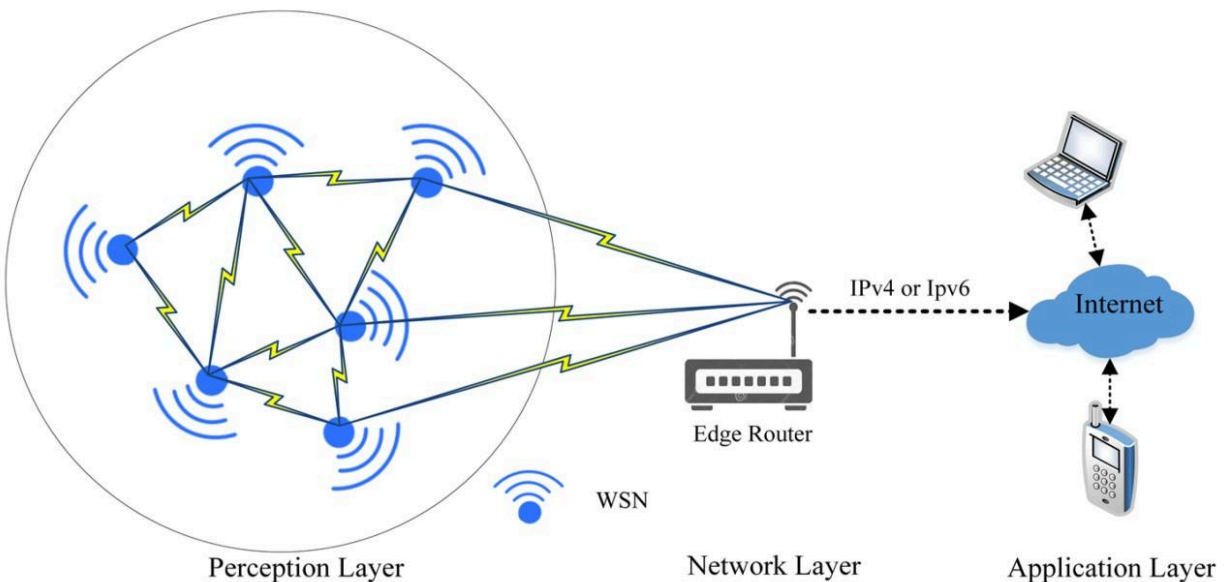 IPv4 or Ipv6
Internet
Edge Router
WSN
Perception Layer
Network Layer
Application Layer